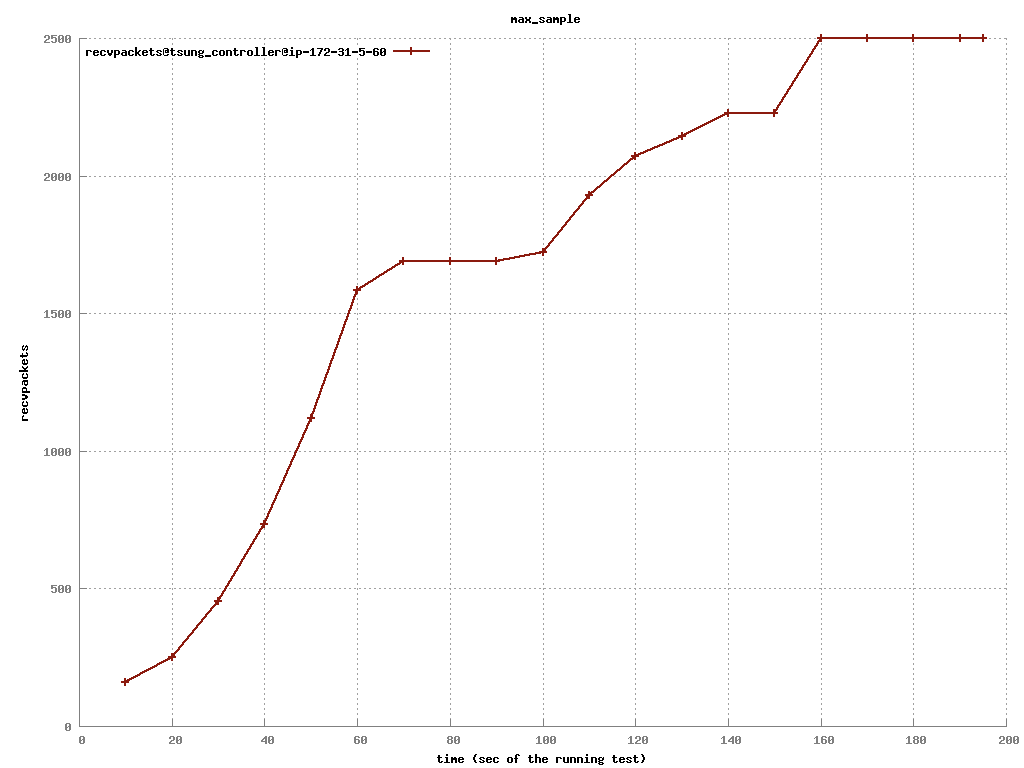 max_sample
recvpackets@tsung_controller@ip-172-31-5-60
2500
2000
1500
1000
500
0
recvpackets
0 20 40 60 80 100 120 140 160 180 200
time (sec of the running test)